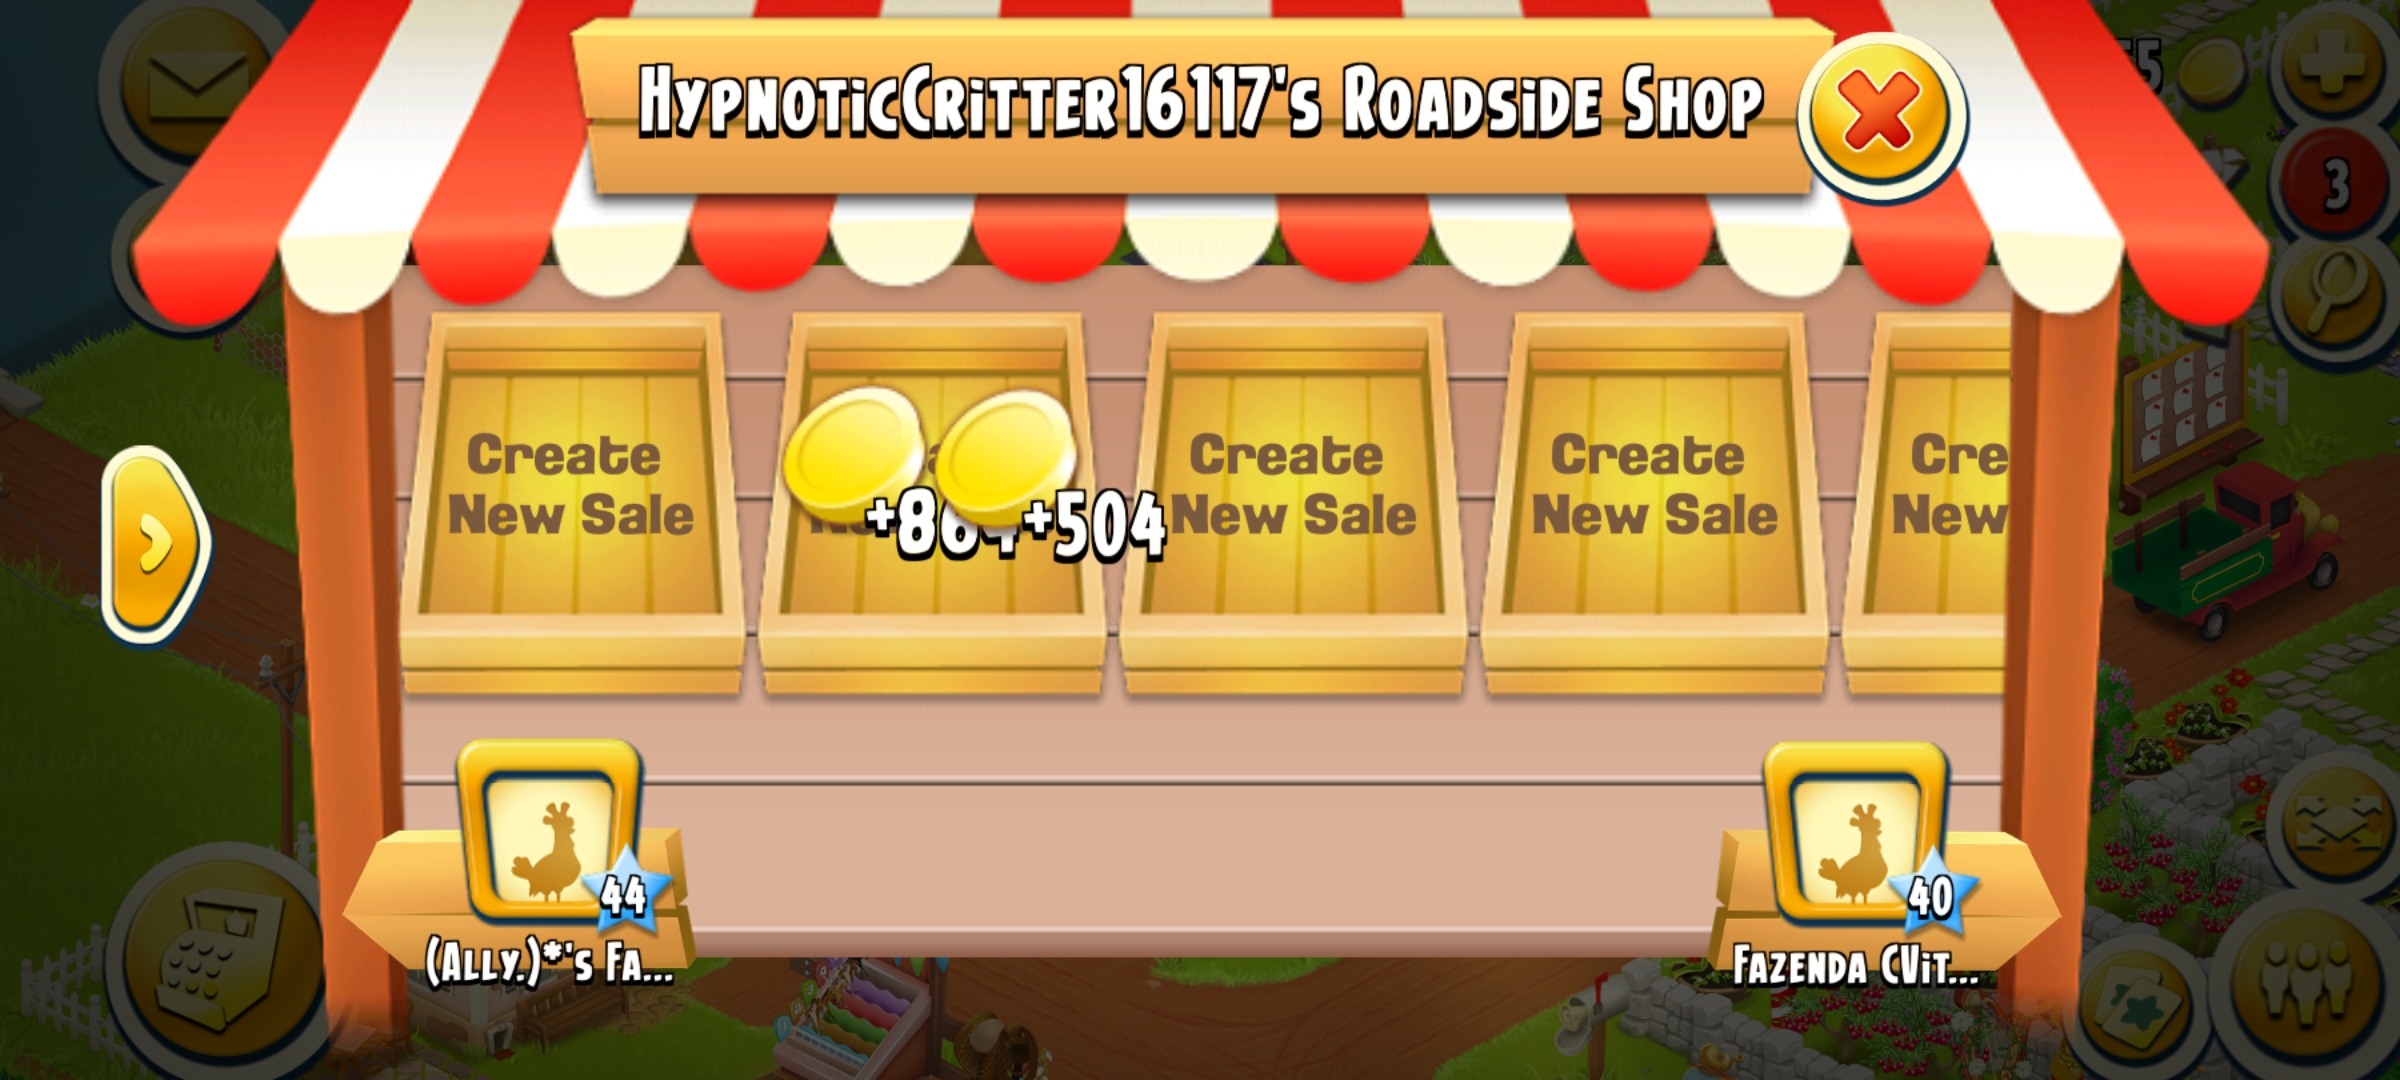 HypnoticCritter16117's Roadside Shop
3
Create
New Sale
+504
Create
New Sale
Create
New Sale
Cre
New
44
(Ally.)*'s Fa...
40
Fazenda CVit...